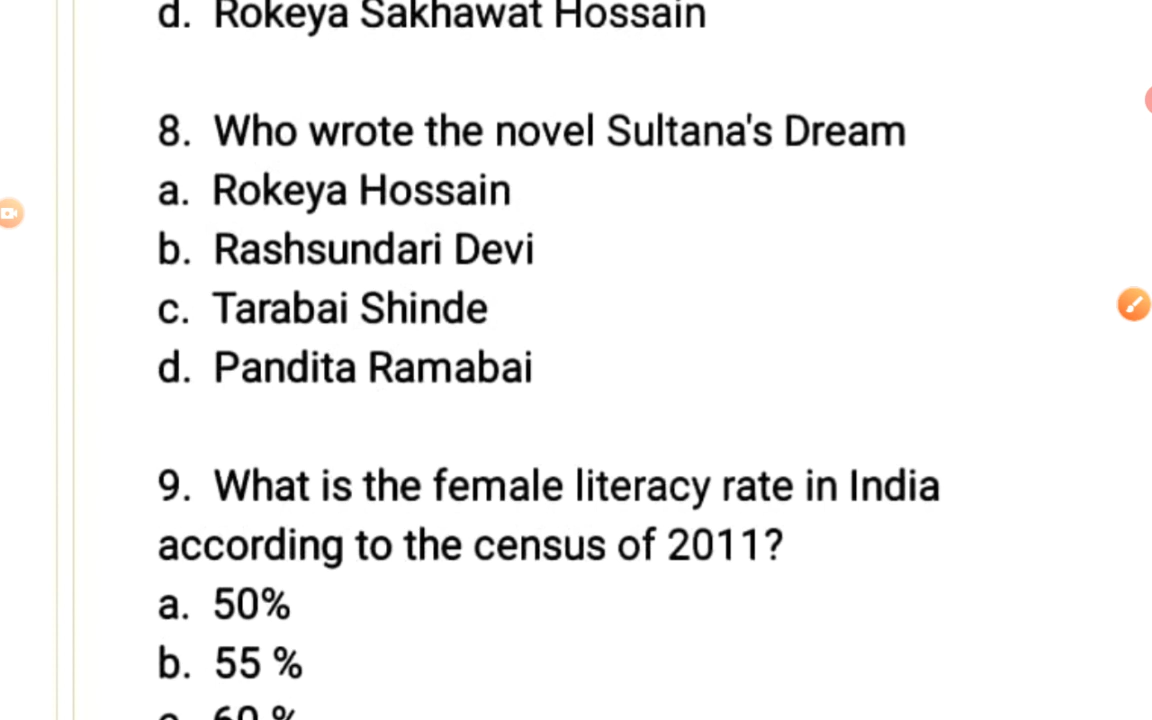 d. Rokeya Sakhawat Hossain
8. Who wrote the novel Sultana's Dream
a. Rokeya Hossain
b. Rashsundari Devi
c. Tarabai Shinde
d. Pandita Ramabai
9. What is the female literacy rate in India
according to the census of 2011?
a. 50%
b. 55 %
c. 60 %